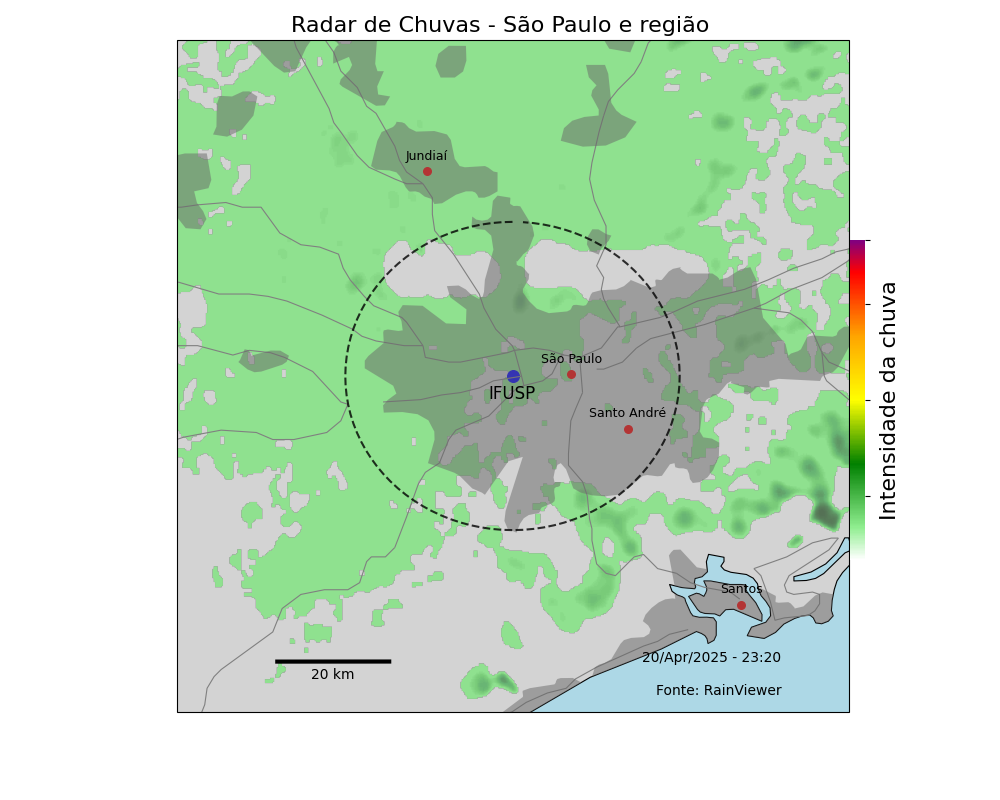 Radar de Chuvas - São Paulo e região
Jundiaí
São Paulo
IFUSP
Santo André
Intensidade da chuva
Santos
20 km
20/Apr/2025 - 23:20
Fonte: RainViewer